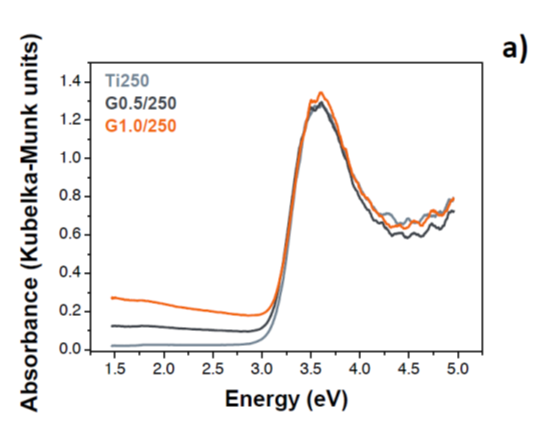 a)
Absorbance (Kubelka-Munk units)
Ti250
G0.5/250
G1.0/250
1.4
1.2
1.0
0.8
0.6
0.4
0.2
0.0
1.5 2.0 2.5 3.0 3.5 4.0 4.5 5.0
Energy (eV)